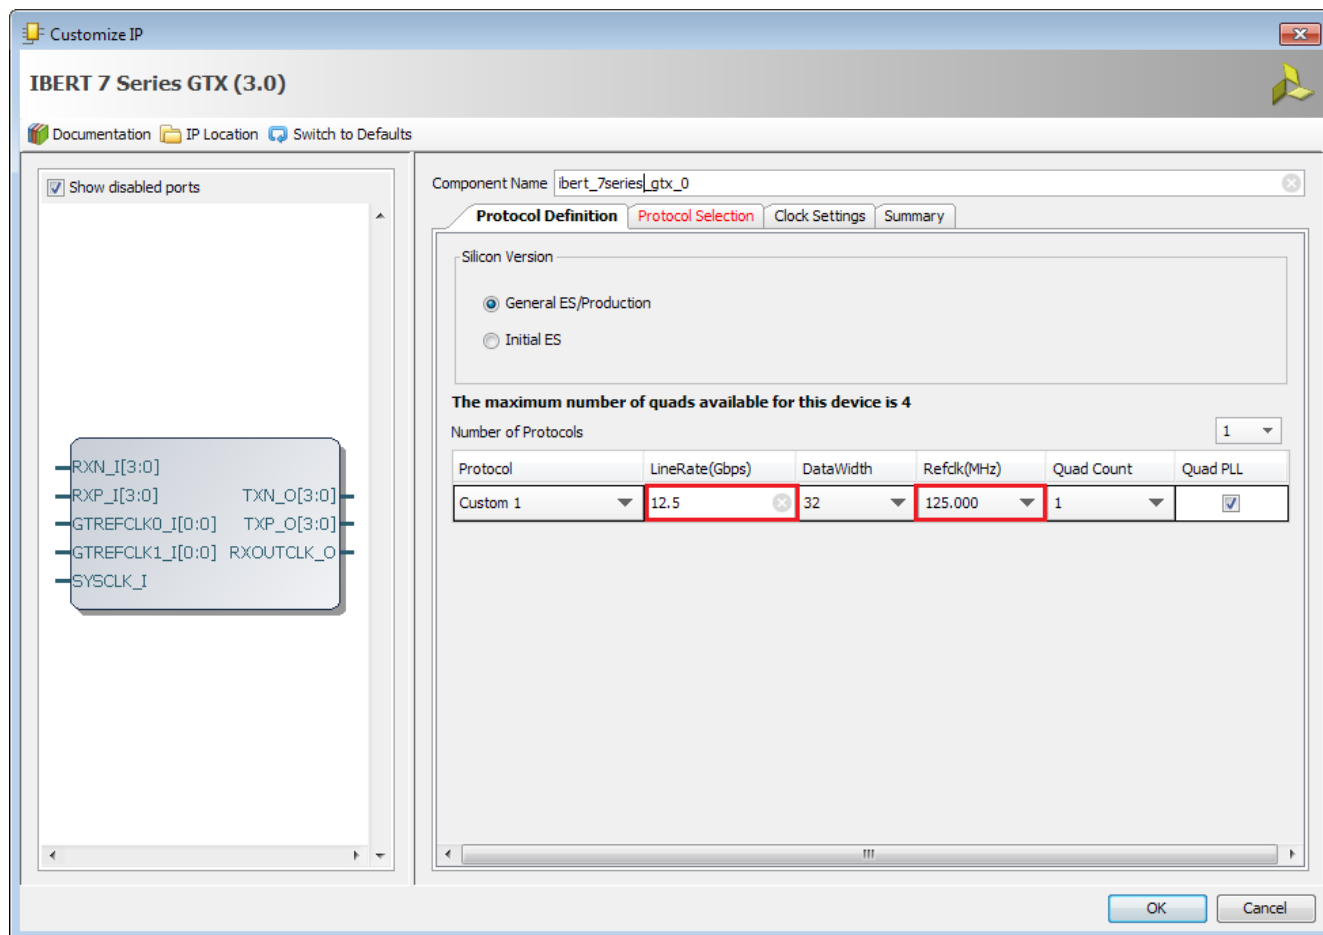 Customize IP
IBERT 7 Series GTX (3.0)
Documentation IP Location Switch to Defaults
Show disabled ports
RXN_I[3:0]
RXP_I[3:0] TXN_O[3:0]
GTREFCLK0_I[0:0] TXP_O[3:0]
GTREFCLK1_I[0:0] RXOUTCLK_O
SYSCLK_I
Component Name ibert_7series_gtx_0
Protocol Definition Protocol Selection Clock Settings Summary
Silicon Version
General ES/Production
Initial ES
The maximum number of quads available for this device is 4
Number of Protocols 1
Protocol LineRate(Gbps) DataWidth Refclk(MHz) Quad Count Quad PLL
Custom 1 12.5 32 125.000 1
OK Cancel